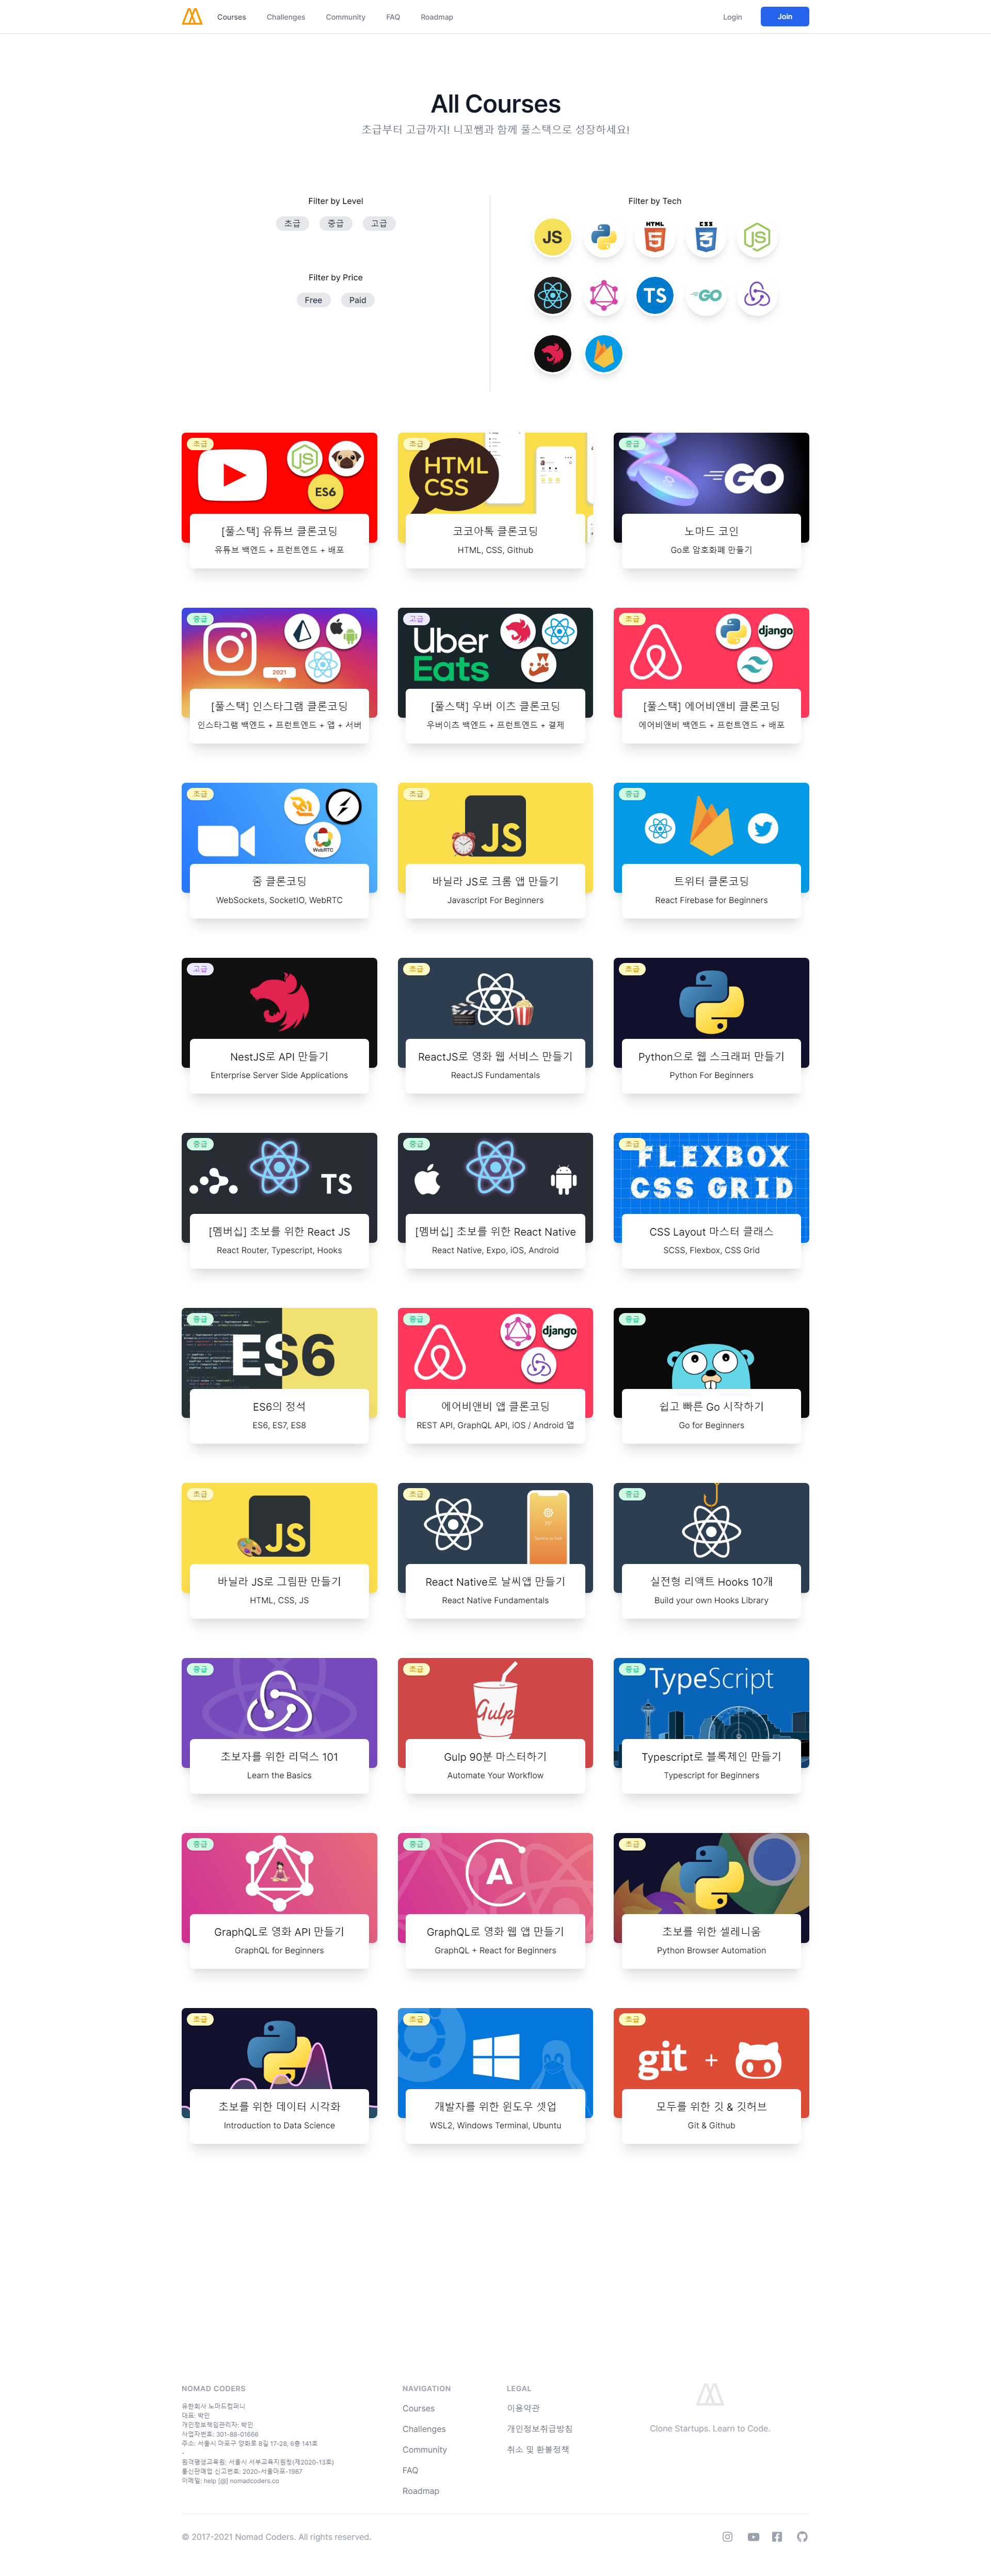 Courses Challenges Community FAQ Roadmap Login Join
All Courses
초급부터 고급까지! 니꼬쌤과 함께 풀스택으로 성장하세요!
Filter by Level
초급 중급 고급
Filter by Price
Free Paid
Filter by Tech
JS HTML 5 CSS 3 JS
TS GO
초급
JS
ES6
[풀스택] 유튜브 클론코딩
유튜브 백엔드 + 프런트엔드 + 배포
초급
HTML
CSS
코코아톡 클론코딩
HTML, CSS, Github
중급
GO
노마드 코인
Go로 암호화폐 만들기
중급
2021
[풀스택] 인스타그램 클론코딩
인스타그램 백엔드 + 프런트엔드 + 앱 + 서버
고급
Uber
Eats
[풀스택] 우버 이츠 클론코딩
우버이츠 백엔드 + 프런트엔드 + 결제
초급
django
[풀스택] 에어비앤비 클론코딩
에어비앤비 백엔드 + 프런트엔드 + 배포
초급
WebRTC
줌 클론코딩
WebSockets, SocketIO, WebRTC
초급
JS
바닐라 JS로 크롬 앱 만들기
Javascript For Beginners
중급
트위터 클론코딩
React Firebase for Beginners
고급
NestJS로 API 만들기
Enterprise Server Side Applications
초급
ReactJS로 영화 웹 서비스 만들기
ReactJS Fundamentals
초급
Python으로 웹 스크래퍼 만들기
Python For Beginners
중급
TS
[멤버십] 초보를 위한 React JS
React Router, Typescript, Hooks
중급
[멤버십] 초보를 위한 React Native
React Native, Expo, iOS, Android
초급
FLEXBOX
CSS GRID
CSS Layout 마스터 클래스
SCSS, Flexbox, CSS Grid
중급
ES6
ES6의 정석
ES6, ES7, ES8
중급
django
에어비앤비 앱 클론코딩
REST API, GraphQL API, iOS / Android 앱
중급
쉽고 빠른 Go 시작하기
Go for Beginners
초급
JS
바닐라 JS로 그림판 만들기
HTML, CSS, JS
초급
React Native로 날씨앱 만들기
React Native Fundamentals
중급
실전형 리액트 Hooks 10개
Build your own Hooks Library
중급
초보자를 위한 리덕스 101
Learn the Basics
초급
Gulp
Gulp 90분 마스터하기
Automate Your Workflow
중급
TypeScript
Typescript로 블록체인 만들기
Typescript for Beginners
중급
GraphQL로 영화 API 만들기
GraphQL for Beginners
중급
A
GraphQL로 영화 웹 앱 만들기
GraphQL + React for Beginners
초급
초보를 위한 셀레니움
Python Browser Automation
초급
초보를 위한 데이터 시각화
Introduction to Data Science
초급
개발자를 위한 윈도우 셋업
WSL2, Windows Terminal, Ubuntu
초급
git +
모두를 위한 깃 & 깃허브
Git & Github
NOMAD CODERS
유한회사 노마드컴퍼니
대표: 박인
개인정보책임관리자: 박인
사업자번호: 301-88-01666
주소: 서울시 마포구 양화로 8길 17-28, 6층 141호
-
원격평생교육원: 서울시 서부교육지원청(제2020-13호)
통신판매업 신고번호: 2020-서울마포-1987
이메일: help [@] nomadcoders.co
NAVIGATION
Courses
Challenges
Community
FAQ
Roadmap
LEGAL
이용약관
개인정보취급방침
취소 및 환불정책
Clone Startups. Learn to Code.
© 2017-2021 Nomad Coders. All rights reserved.